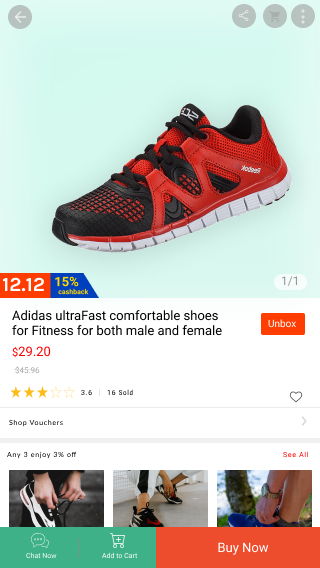 1/1
12.12
15%
cashback
Adidas ultraFast comfortable shoes
for Fitness for both male and female
Unbox
$29.20
$45.96
3.6 | 16 Sold
Shop Vouchers
Any 3 enjoy 3% off
See All
Chat Now
Add to Cart
Buy Now